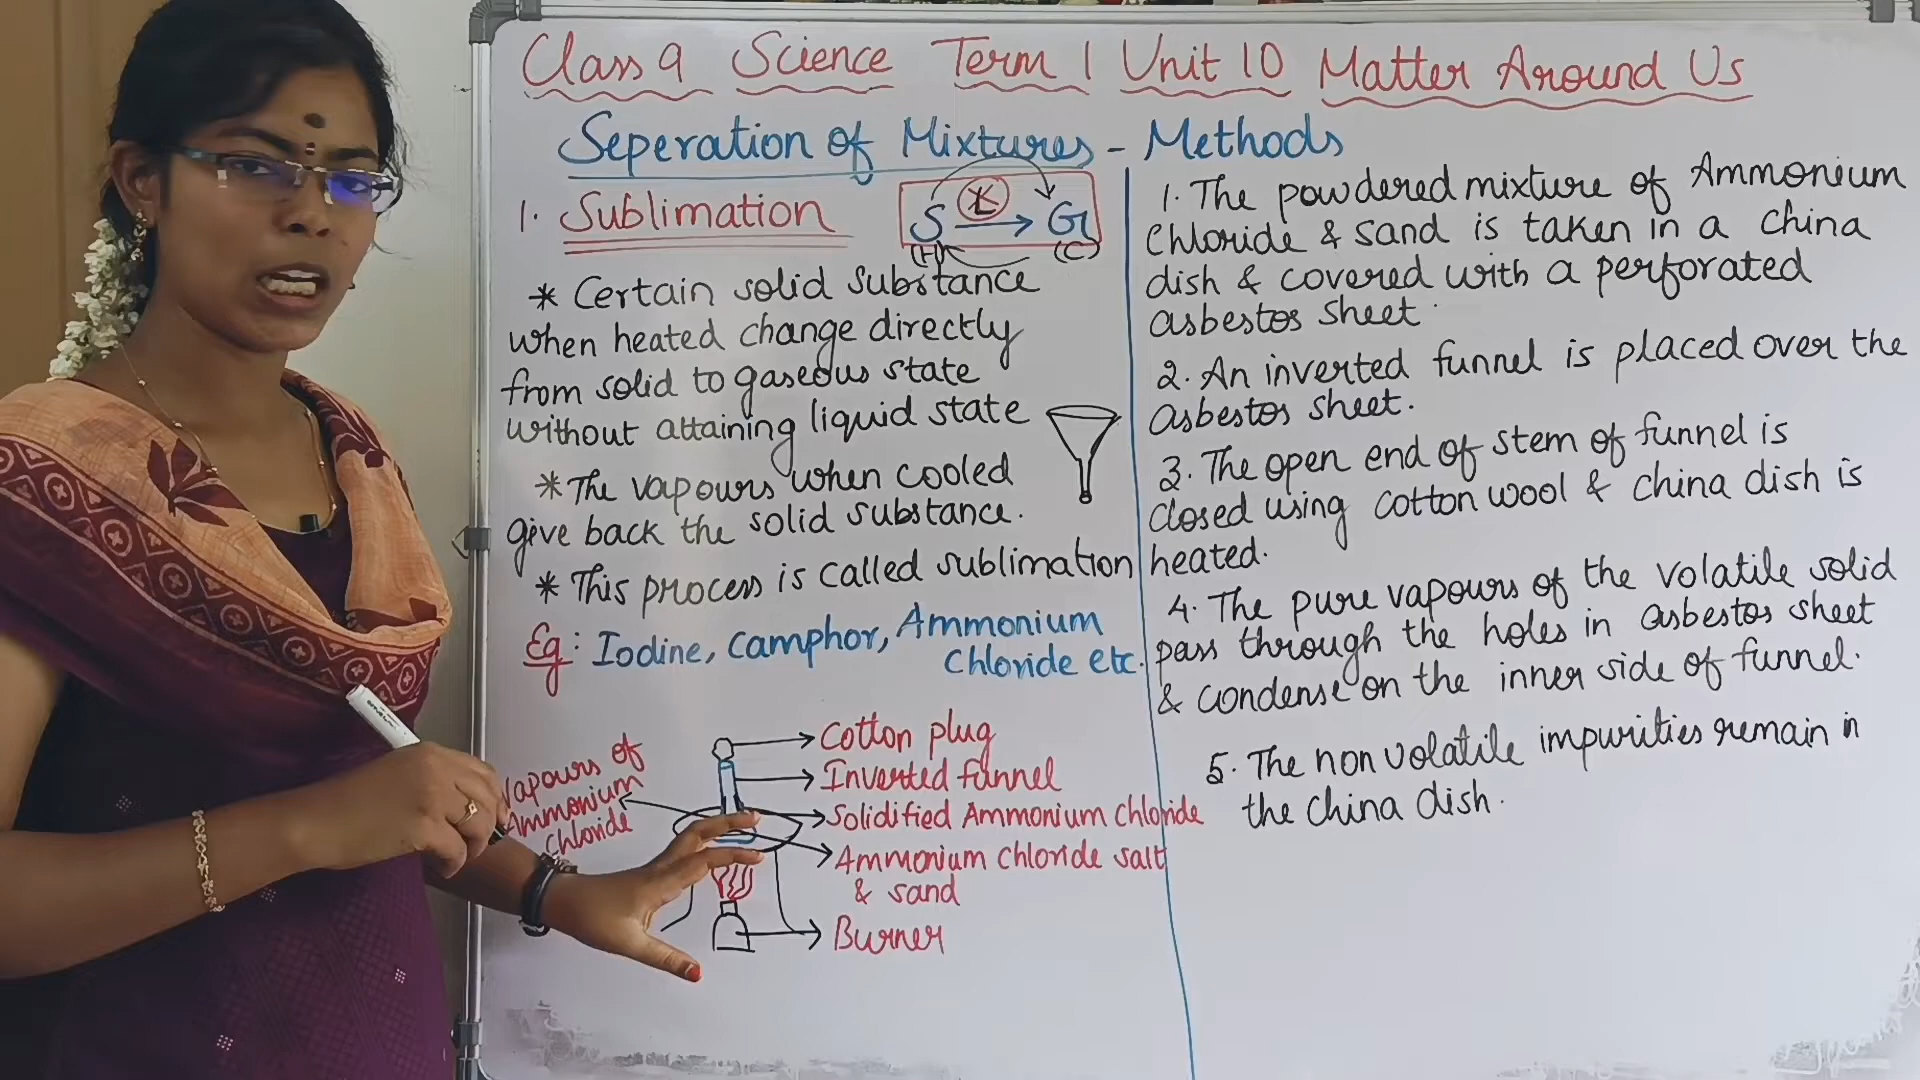 Class 9 Science Term 1 Unit 10 Matter Around Us
Seperation of Mixtures - Methods
1. Sublimation
S L G
(H) (C)
* Certain solid substance
when heated change directly
from solid to gaseous state
without attaining liquid state
* The vapours when cooled
give back the solid substance.
* This process is called sublimation
Eg: Iodine, Camphor, Ammonium
Chloride etc.
Vapours of
Ammonium
Chloride
Cotton plug
Inverted funnel
Solidified Ammonium Chloride
Ammonium Chloride salt
& sand
Burner
1. The powdered mixture of Ammonium
Chloride & sand is taken in a china
dish & covered with a perforated
asbestos sheet.
2. An inverted funnel is placed over the
asbestos sheet.
3. The open end of stem of funnel is
closed using cotton wool & china dish is
heated.
4. The pure vapours of the volatile solid
pass through the holes in asbestos sheet
& condense on the inner side of funnel.
5. The non volatile impurities remain in
the china dish.